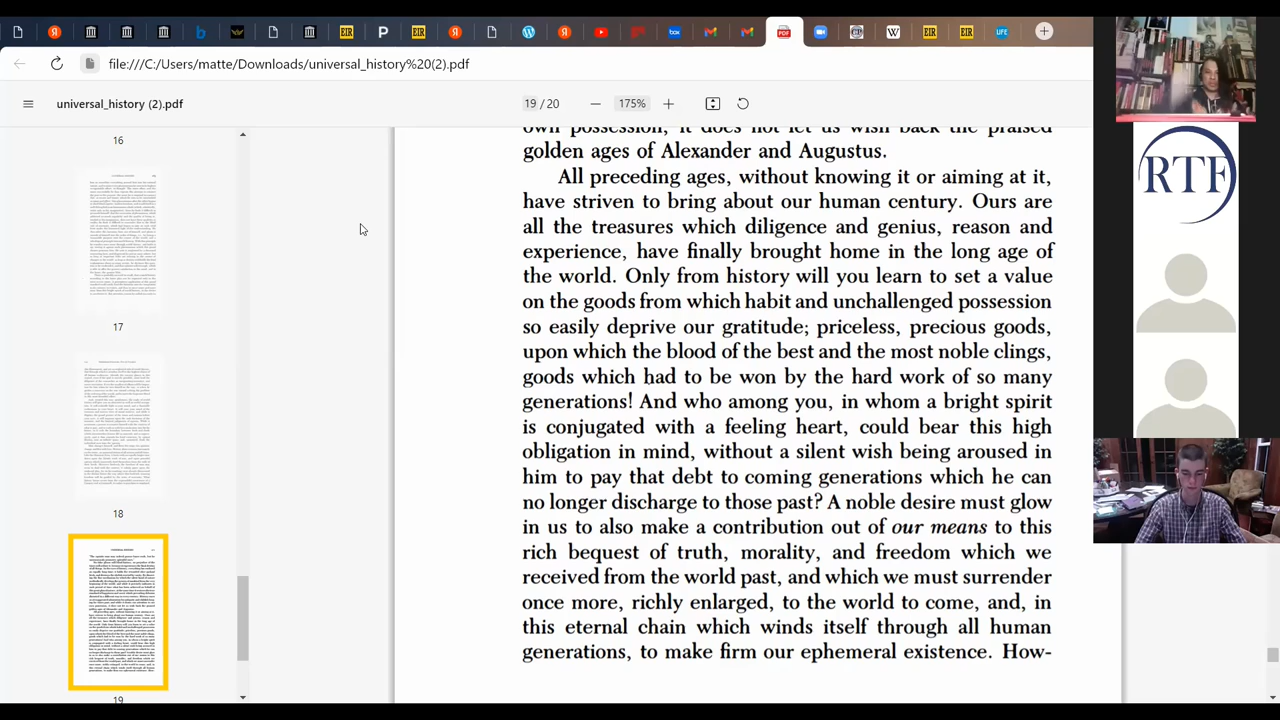 EIR
EIR
EIR
PDF
W
EIR
EIR
LIFE
file:///C:/Users/matte/Downloads/universal_history%20(2).pdf
universal_history (2).pdf
19 / 20
175%
16
17
18
19
own possession, it does not let us wish back the praised
golden ages of Alexander and Augustus.
All preceding ages, without knowing it or aiming at it,
have striven to bring about our human century. Ours are
all the treasures which diligence and genius, reason and
experience, have finally brought home in the long age of
the world. Only from history will you learn to set a value
on the goods from which habit and unchallenged possession
so easily deprive our gratitude; priceless, precious goods,
upon which the blood of the best and the most noble clings,
goods which had to be won by the hard work of so many
generations! And who among you, in whom a bright spirit
is conjugated with a feeling heart, could bear this high
obligation in mind, without a silent wish being aroused in
him to pay that debt to coming generations which he can
no longer discharge to those past? A noble desire must glow
in us to also make a contribution out of our means to this
rich bequest of truth, morality, and freedom which we
received from the world past, and which we must surrender
once more, richly enlarged, to the world to come, and, in
this eternal chain which winds itself through all human
generations, to make firm our ephemeral existence. How-
RTF